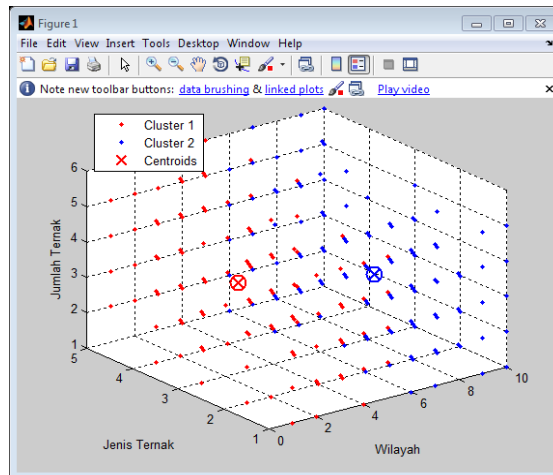 Figure 1
File Edit View Insert Tools Desktop Window Help
Note new toolbar buttons: data brushing & linked plots Play video
Cluster 1
Cluster 2
Centroids
6
5
4
3
2
1
Jumlah Ternak
5
4
3
2
1
Jenis Ternak
0
2
4
6
8
10
Wilayah